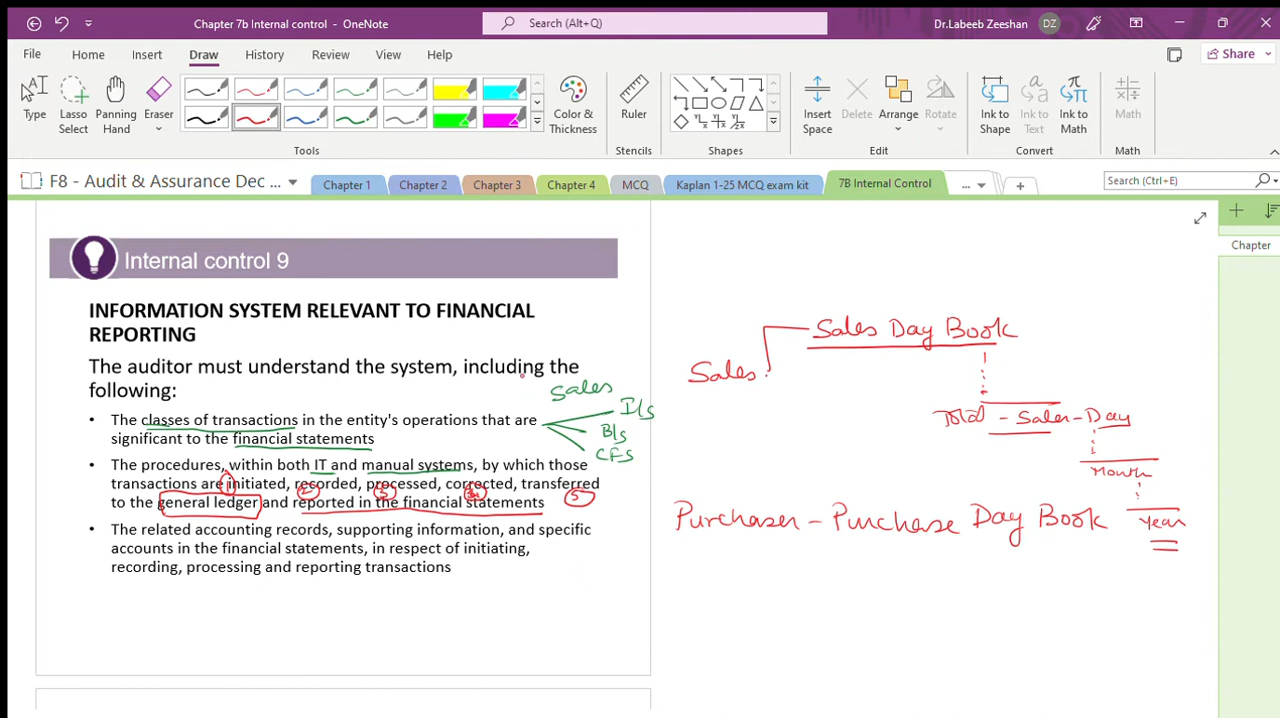 Chapter 7b Internal control - OneNote
Search (Alt+Q)
Dr.Labeeb Zeeshan
DZ
File
Home
Insert
Draw
History
Review
View
Help
Share
Type
Lasso Select
Panning Hand
Eraser
Color & Thickness
Ruler
Insert Space
Delete
Arrange
Rotate
Ink to Shape
Ink to Text
Ink to Math
Math
Tools
Stencils
Shapes
Edit
Convert
Math
F8 - Audit & Assurance Dec ...
Chapter 1
Chapter 2
Chapter 3
Chapter 4
MCQ
Kaplan 1-25 MCQ exam kit
7B Internal Control
...
Search (Ctrl+E)
Chapter
Internal control 9
INFORMATION SYSTEM RELEVANT TO FINANCIAL
REPORTING
The auditor must understand the system, including the
following:
• The classes of transactions in the entity's operations that are
significant to the financial statements
• The procedures, within both IT and manual systems, by which those
transactions are initiated, recorded, processed, corrected, transferred
to the general ledger and reported in the financial statements
• The related accounting records, supporting information, and specific
accounts in the financial statements, in respect of initiating,
recording, processing and reporting transactions
Sales
I/s
B/s
CFs
1
2
3
5
Sales Day Book
Sales
Total - Sales - Day
Month
Purchases - Purchase Day Book
Year